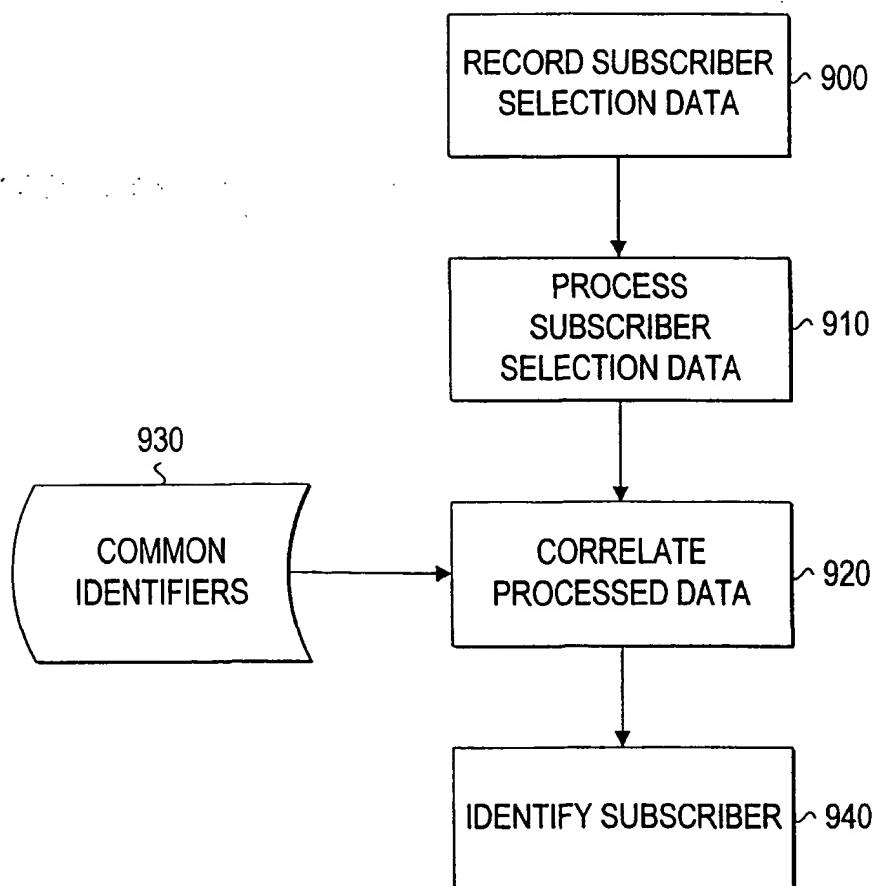 RECORD SUBSCRIBER
SELECTION DATA
900
PROCESS
SUBSCRIBER
SELECTION DATA
910
930
COMMON
IDENTIFIERS
CORRELATE
PROCESSED DATA
920
IDENTIFY SUBSCRIBER
940